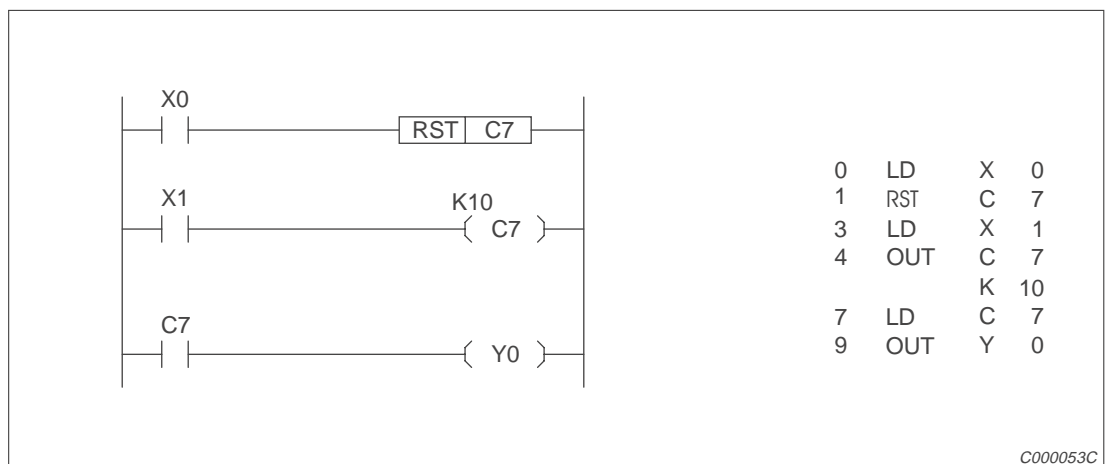 X0
RST C7
X1
K10
C7
C7
Y0
0 LD X 0
1 RST C 7
3 LD X 1
4 OUT C 7
K 10
7 LD C 7
9 OUT Y 0
C000053C